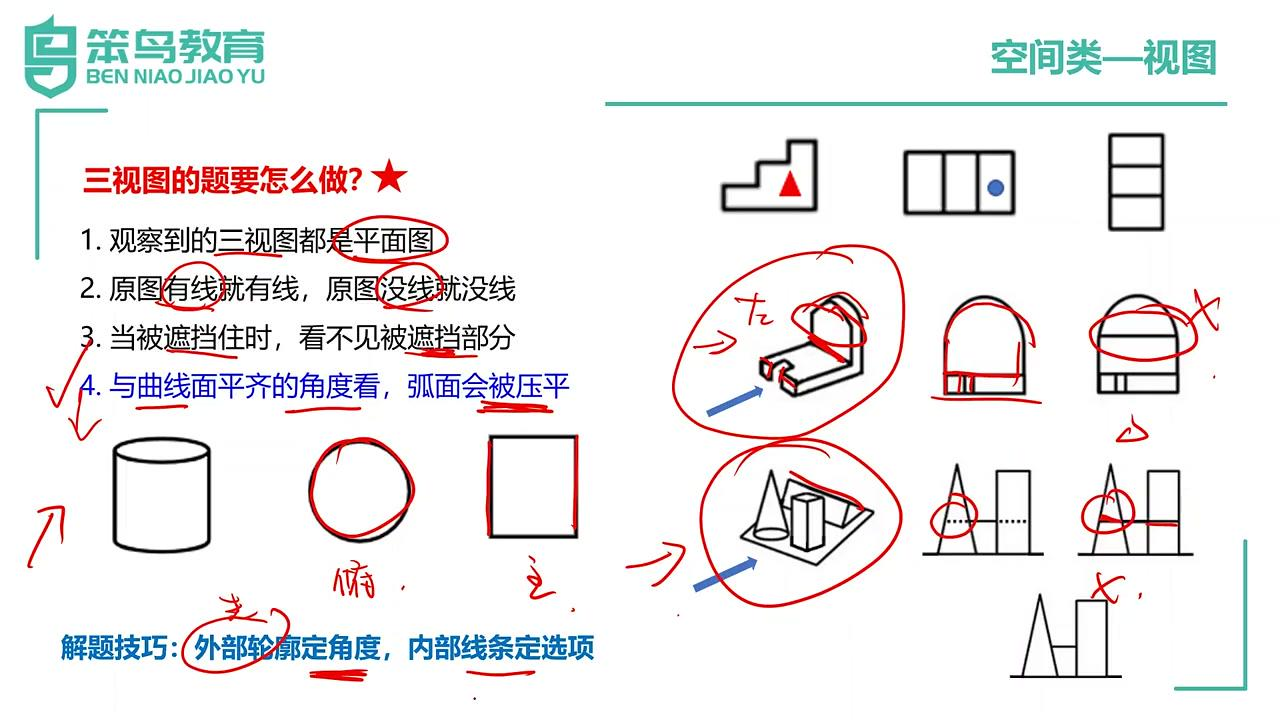 笨鸟教育
BEN NIAO JIAO YU
空间类—视图
三视图的题要怎么做?★
1. 观察到的三视图都是平面图
2. 原图有线就有线，原图没线就没线
3. 当被遮挡住时，看不见被遮挡部分
4. 与曲线面平齐的角度看，弧面会被压平
左
俯
主
解题技巧：外部轮廓定角度，内部线条定选项